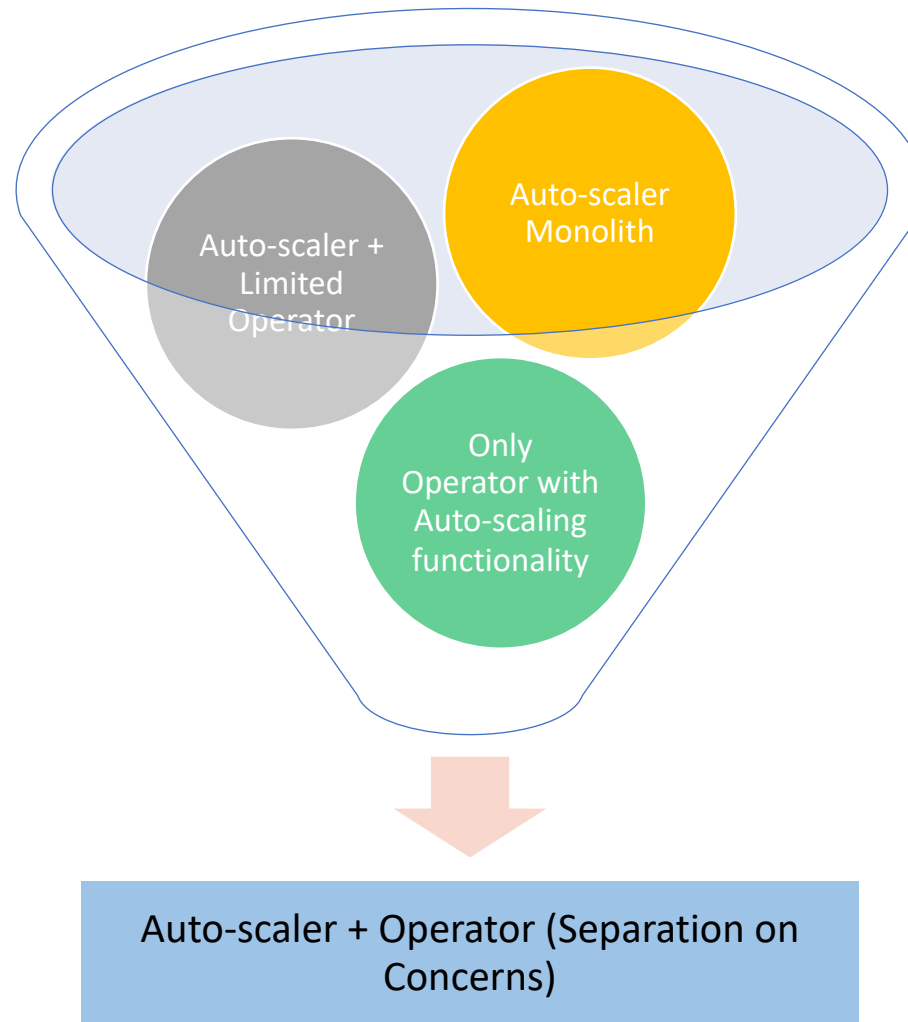 Auto-scaler
Monolith
Auto-scaler +
Limited
Operator
Only
Operator with
Auto-scaling
functionality
Auto-scaler + Operator (Separation on
Concerns)